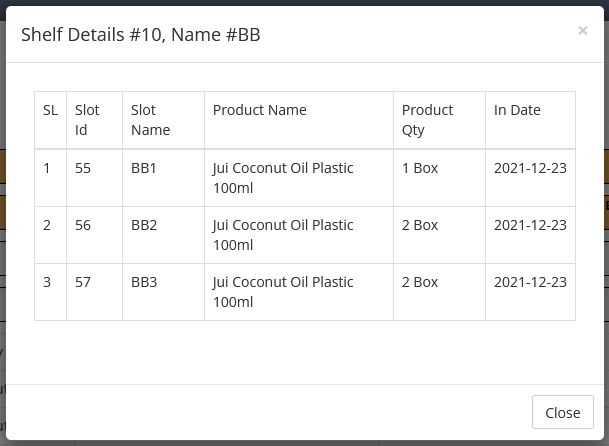 Shelf Details #10, Name #BB
×
SL Slot Id Slot Name Product Name Product Qty In Date
1 55 BB1 Jui Coconut Oil Plastic 100ml 1 Box 2021-12-23
2 56 BB2 Jui Coconut Oil Plastic 100ml 2 Box 2021-12-23
3 57 BB3 Jui Coconut Oil Plastic 100ml 2 Box 2021-12-23
Close